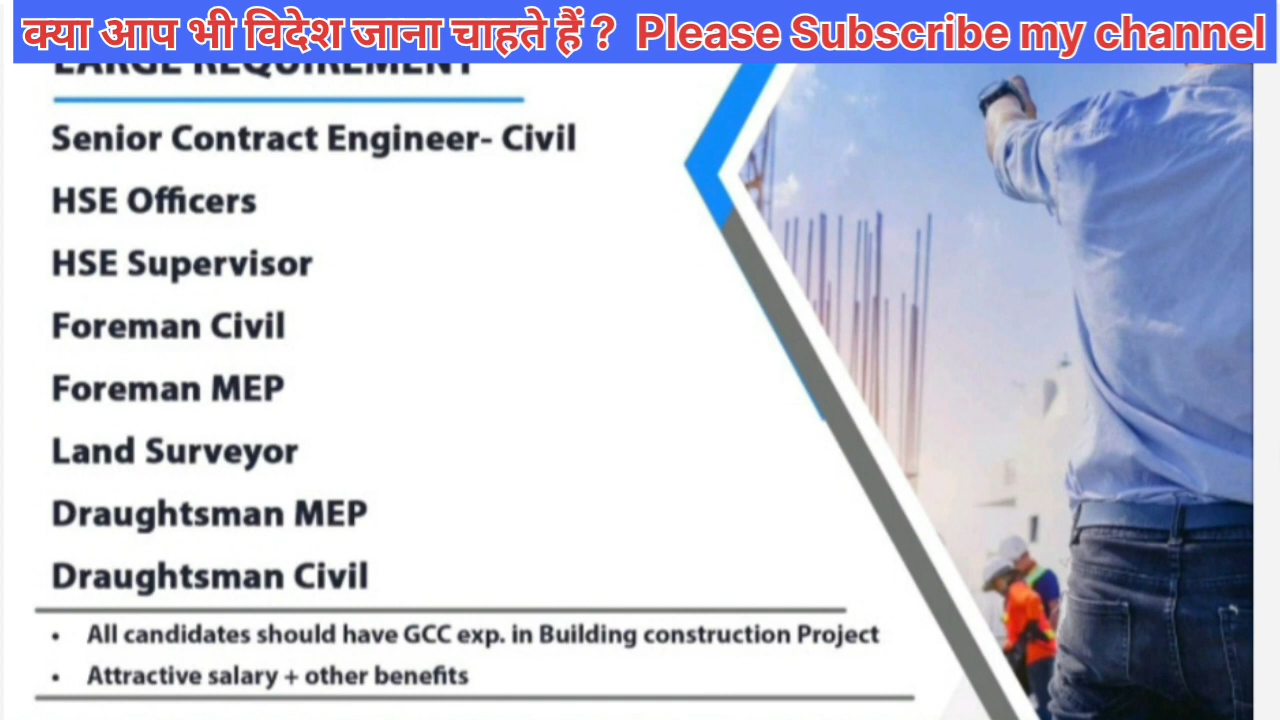 क्या आप भी विदेश जाना चाहते हैं ? Please Subscribe my channel
LARGE REQUIREMENT
Senior Contract Engineer- Civil
HSE Officers
HSE Supervisor
Foreman Civil
Foreman MEP
Land Surveyor
Draughtsman MEP
Draughtsman Civil
• All candidates should have GCC exp. in Building construction Project
• Attractive salary + other benefits